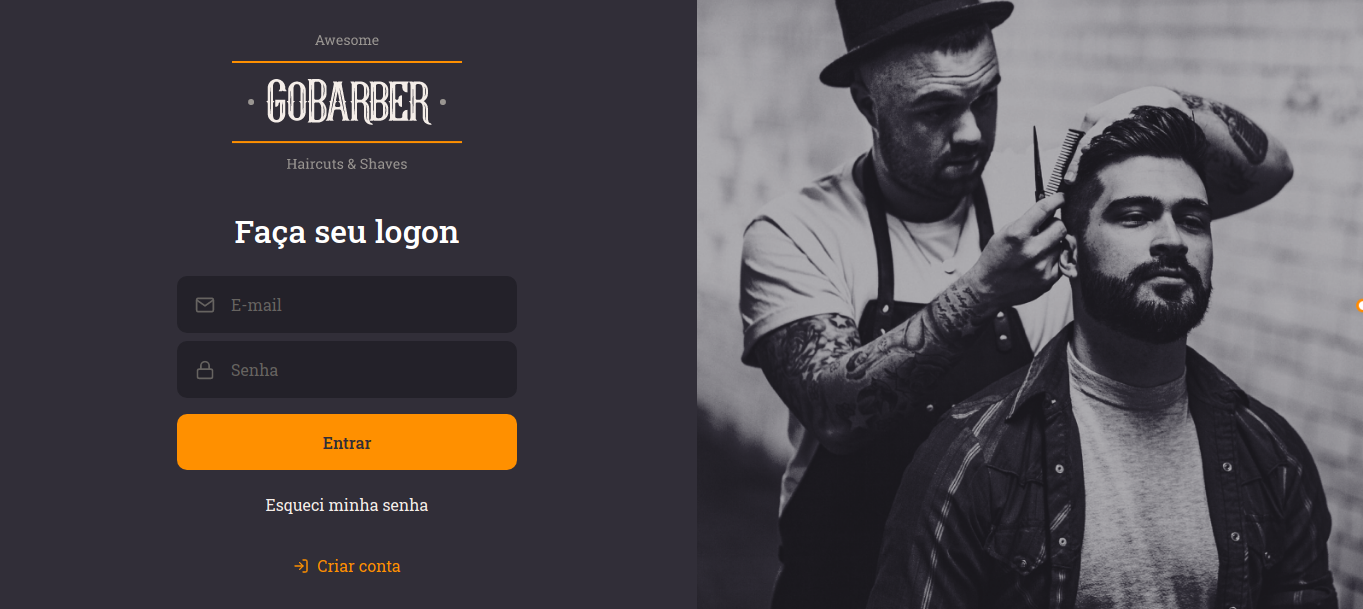 Awesome
GOBARBER
Haircuts & Shaves
Faça seu logon
E-mail
Senha
Entrar
Esqueci minha senha
Criar conta